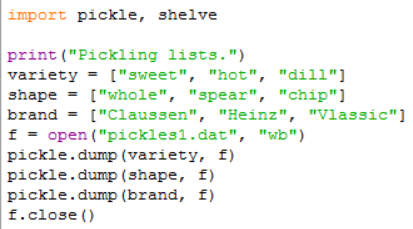 import pickle, shelve
print("Pickling lists.")
variety = ["sweet", "hot", "dill"]
shape = ["whole", "spear", "chip"]
brand = ["Claussen", "Heinz", "Vlassic"]
f = open("pickles1.dat", "wb")
pickle.dump(variety, f)
pickle.dump(shape, f)
pickle.dump(brand, f)
f.close()